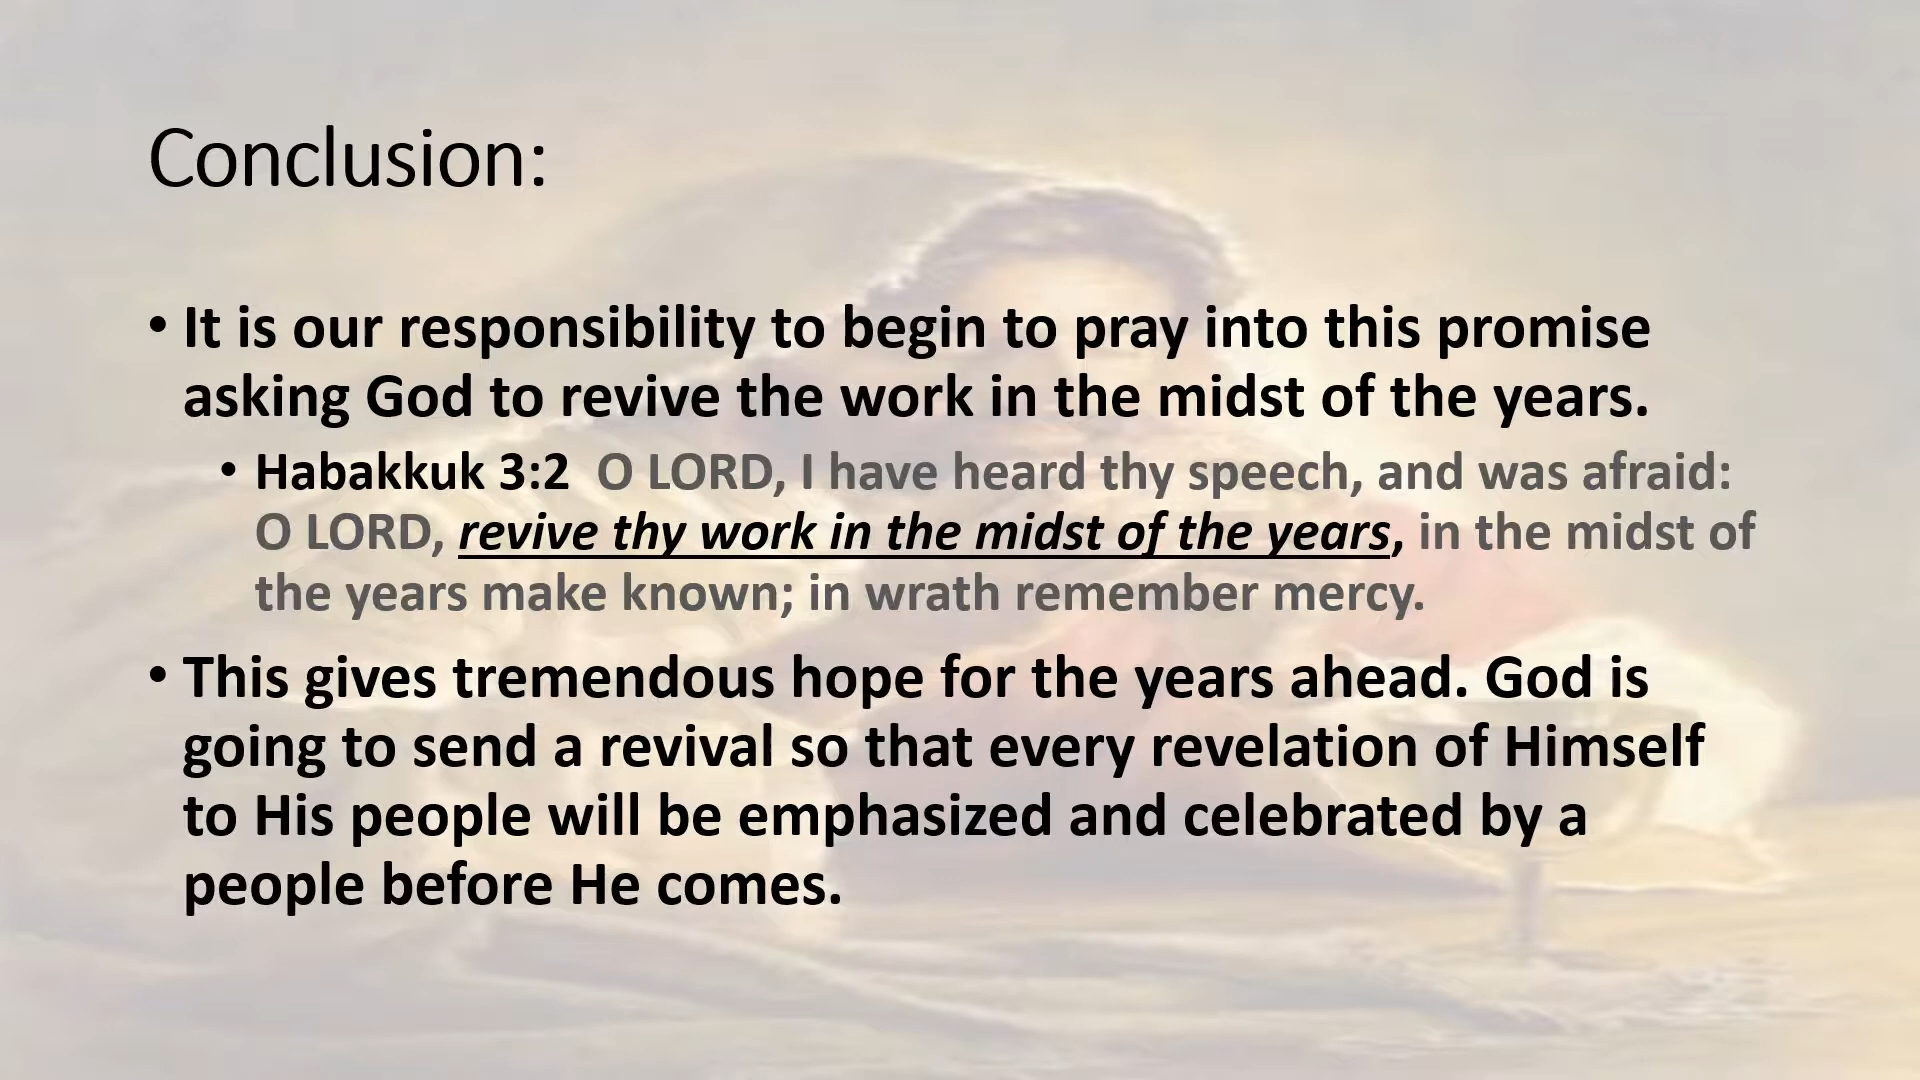 Conclusion:
• It is our responsibility to begin to pray into this promise
asking God to revive the work in the midst of the years.
• Habakkuk 3:2  O LORD, I have heard thy speech, and was afraid:
O LORD, revive thy work in the midst of the years, in the midst of
the years make known; in wrath remember mercy.
• This gives tremendous hope for the years ahead. God is
going to send a revival so that every revelation of Himself
to His people will be emphasized and celebrated by a
people before He comes.